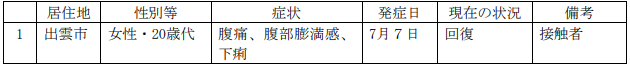 居住地 性別等 症状 発症日 現在の状況 備考
1 出雲市 女性・20歳代 腹痛、腹部膨満感、下痢 7月7日 回復 接触者